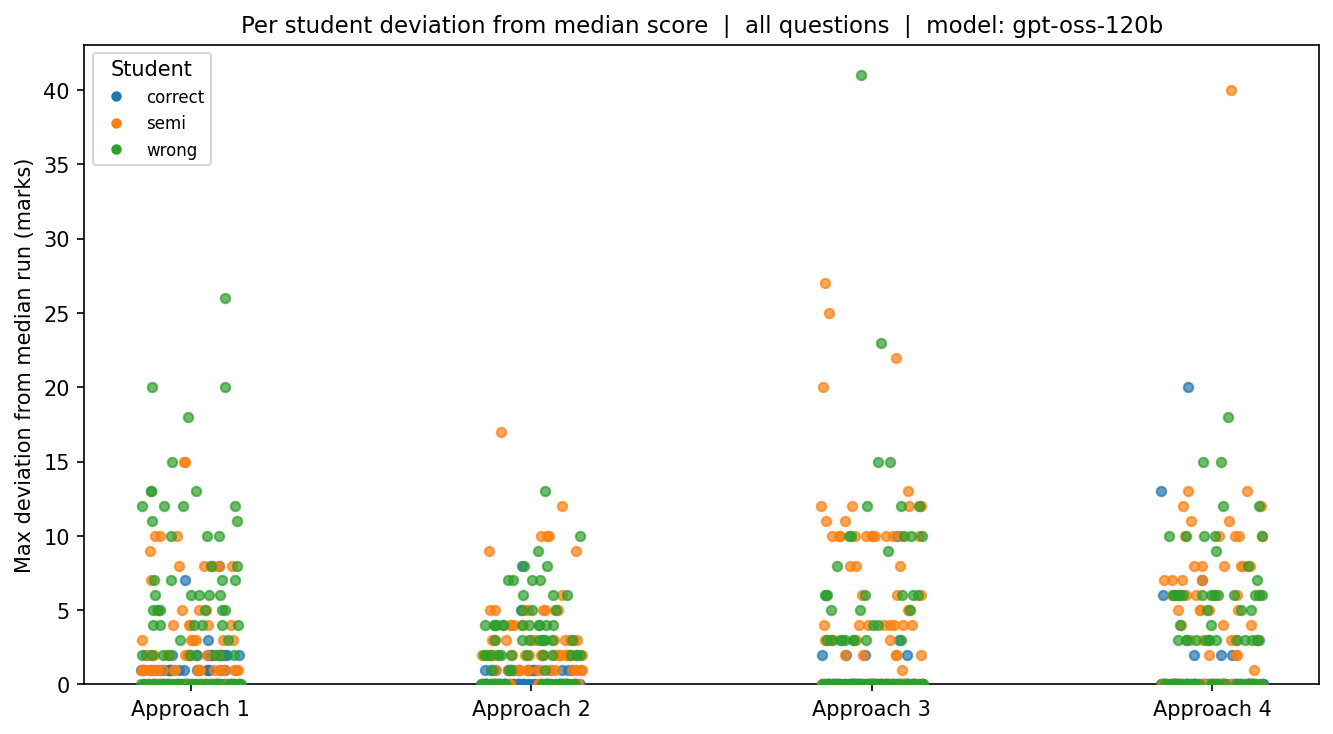 Per student deviation from median score | all questions | model: gpt-oss-120b
Student
correct
semi
wrong
Max deviation from median run (marks)
40
35
30
25
20
15
10
5
0
Approach 1
Approach 2
Approach 3
Approach 4